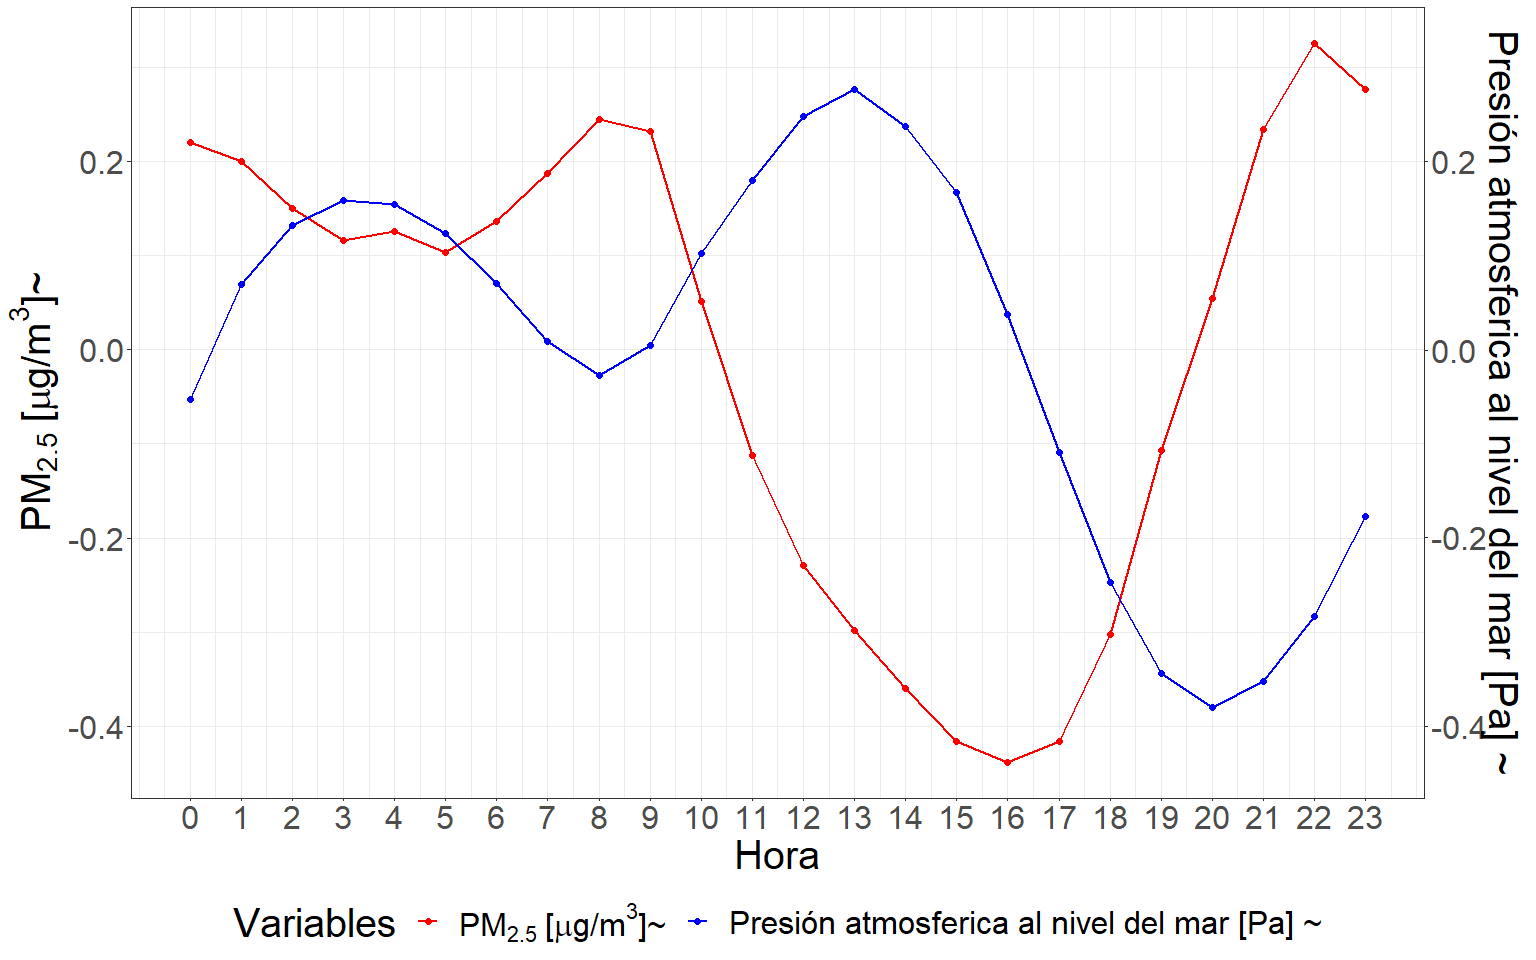 PM2.5 [μg/m3]~
0.2
0.0
-0.2
-0.4
0.2
0.0
-0.2
-0.4
Presión atmosferica al nivel del mar [Pa] ~
0 1 2 3 4 5 6 7 8 9 10 11 12 13 14 15 16 17 18 19 20 21 22 23
Hora
Variables PM2.5 [μg/m3]~ Presión atmosferica al nivel del mar [Pa] ~